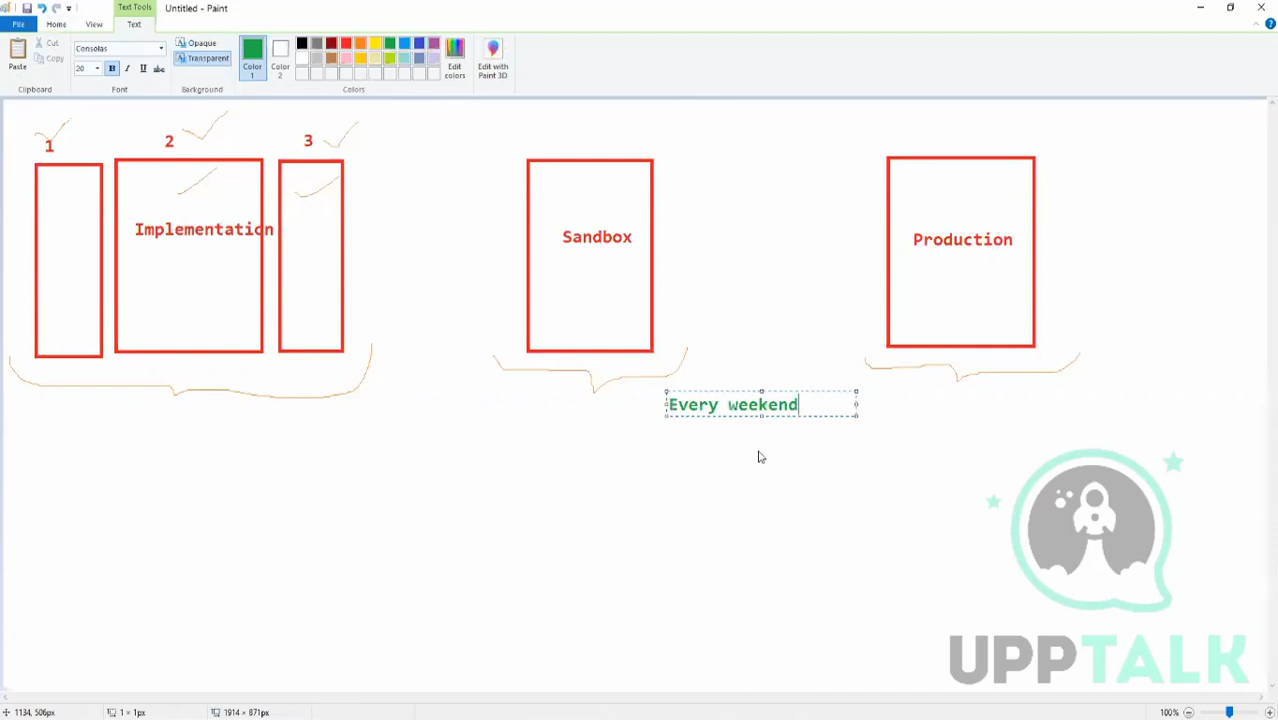 Text Tools
Untitled - Paint
File
Home
View
Text
Paste
Cut
Copy
Clipboard
Consolas
20
B
I
U
abc
Font
Opaque
Transparent
Background
Color 1
Color 2
Edit colors
Colors
Edit with Paint 3D
1
2
3
Implementation
Sandbox
Production
Every weekend
UPPTALK
1134, 506px
1 × 1px
1914 × 871px
100%